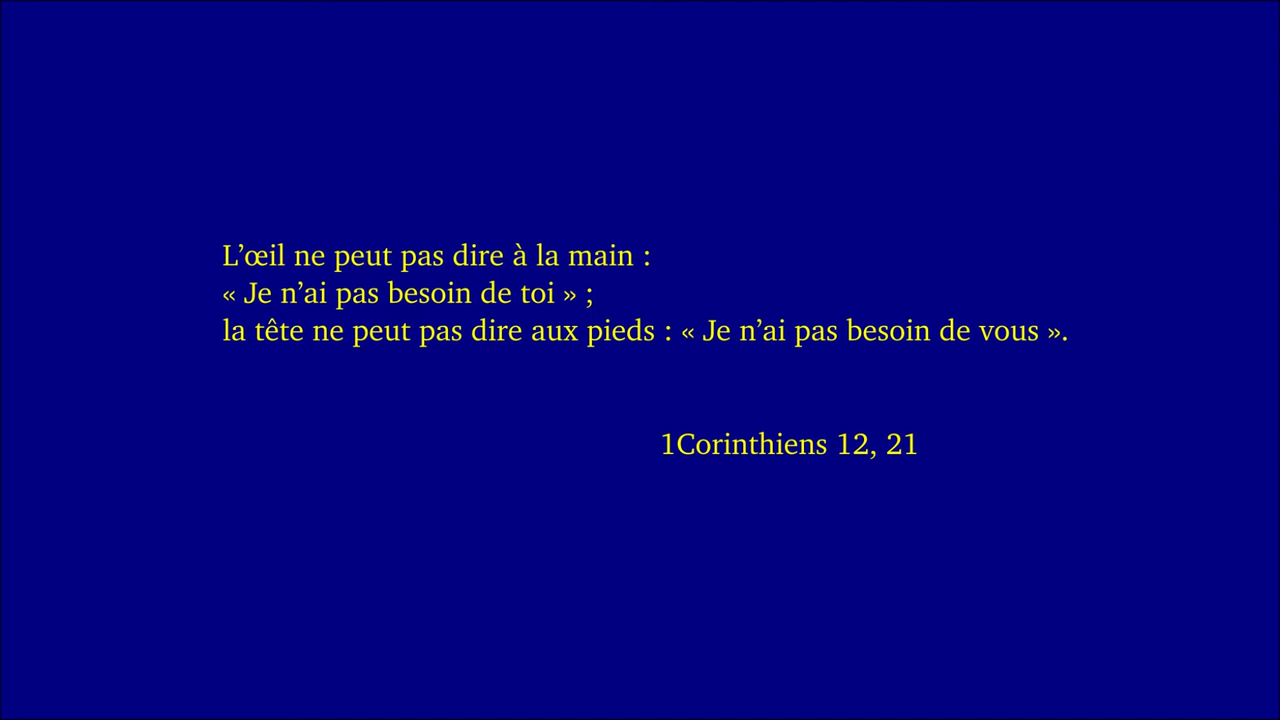 L’œil ne peut pas dire à la main :
« Je n’ai pas besoin de toi » ;
la tête ne peut pas dire aux pieds : « Je n’ai pas besoin de vous ».
1Corinthiens 12, 21